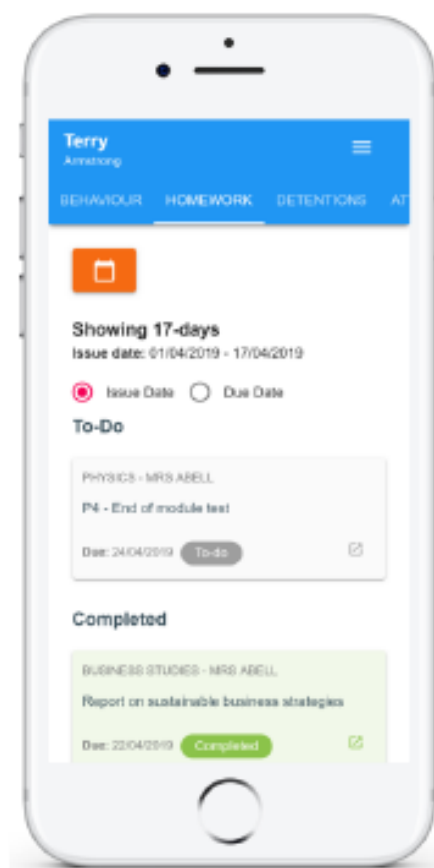 Terry
Armstrong
BEHAVIOUR HOMEWORK DETENTIONS AT
Showing 17-days
Issue date: 01/04/2019 - 17/04/2019
Issue Date Due Date
To-Do
PHYSICS - MRS ABELL
P4 - End of module test
Due: 24/04/2019 To-do
Completed
BUSINESS STUDIES - MRS ABELL
Report on sustainable business strategies
Due: 22/04/2019 Completed